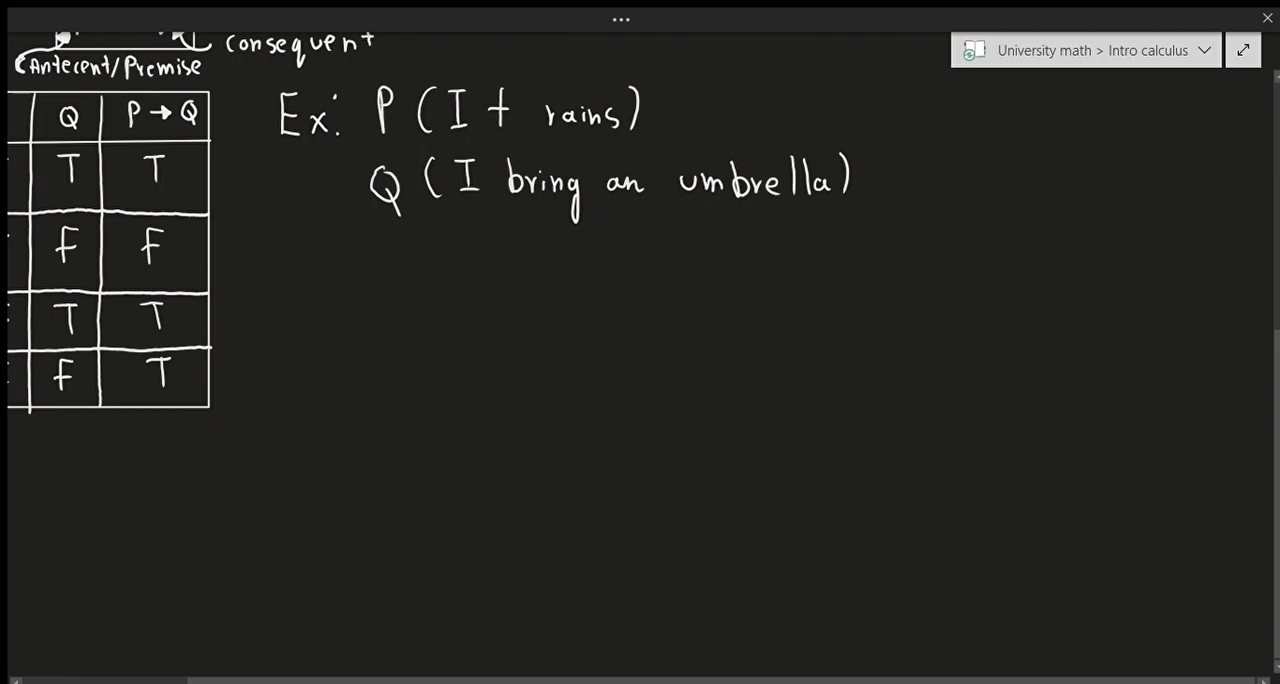 consequent
Antecent/Premise
Q P → Q
T T
F F
T T
F T
Ex: P (It rains)
Q (I bring an umbrella)
University math > Intro calculus